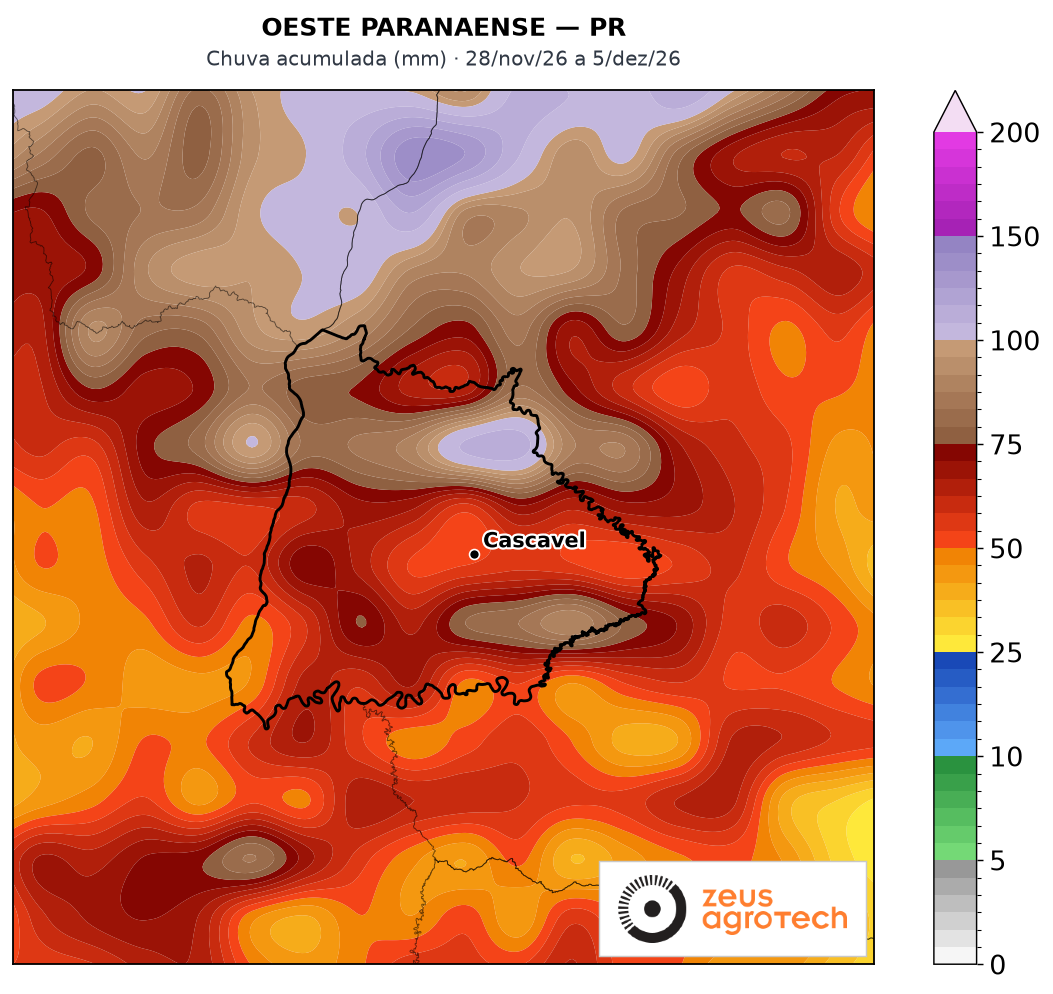 OESTE PARANAENSE — PR
Chuva acumulada (mm) · 28/nov/26 a 5/dez/26
200
150
100
75
50
25
10
5
0
Cascavel
zeus
agrotech